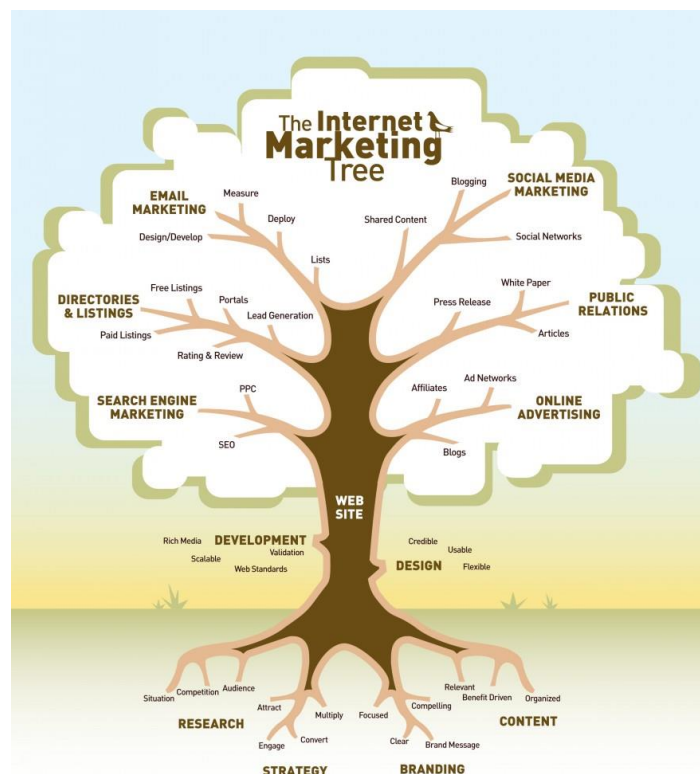 The Internet
Marketing
Tree
EMAIL
MARKETING
Measure
Deploy
Design/Develop
Lists
SOCIAL MEDIA
MARKETING
Blogging
Shared Content
Social Networks
DIRECTORIES
& LISTINGS
Free Listings
Portals
Lead Generation
Paid Listings
Rating & Review
PUBLIC
RELATIONS
White Paper
Press Release
Articles
SEARCH ENGINE
MARKETING
PPC
SEO
ONLINE
ADVERTISING
Ad Networks
Affiliates
Blogs
WEB
SITE
DEVELOPMENT
Rich Media
Validation
Scalable
Web Standards
DESIGN
Credible
Usable
Flexible
Situation
Competition
Audience
RESEARCH
Attract
Multiply
Engage
Convert
STRATEGY
Focused
Compelling
Clear
Brand Message
BRANDING
Relevant
Benefit Driven
Organized
CONTENT